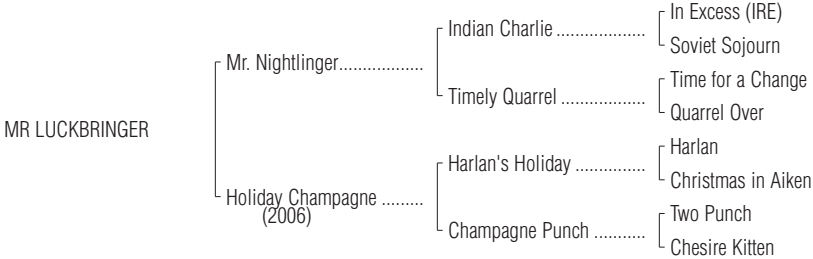 In Excess (IRE)
Indian Charlie ...................
Soviet Sojourn
Mr. Nightlinger..................
Time for a Change
Timely Quarrel ..................
Quarrel Over
MR LUCKBRINGER
Harlan
Harlan's Holiday ...............
Christmas in Aiken
Holiday Champagne .........
(2006)
Two Punch
Champagne Punch ...........
Chesire Kitten